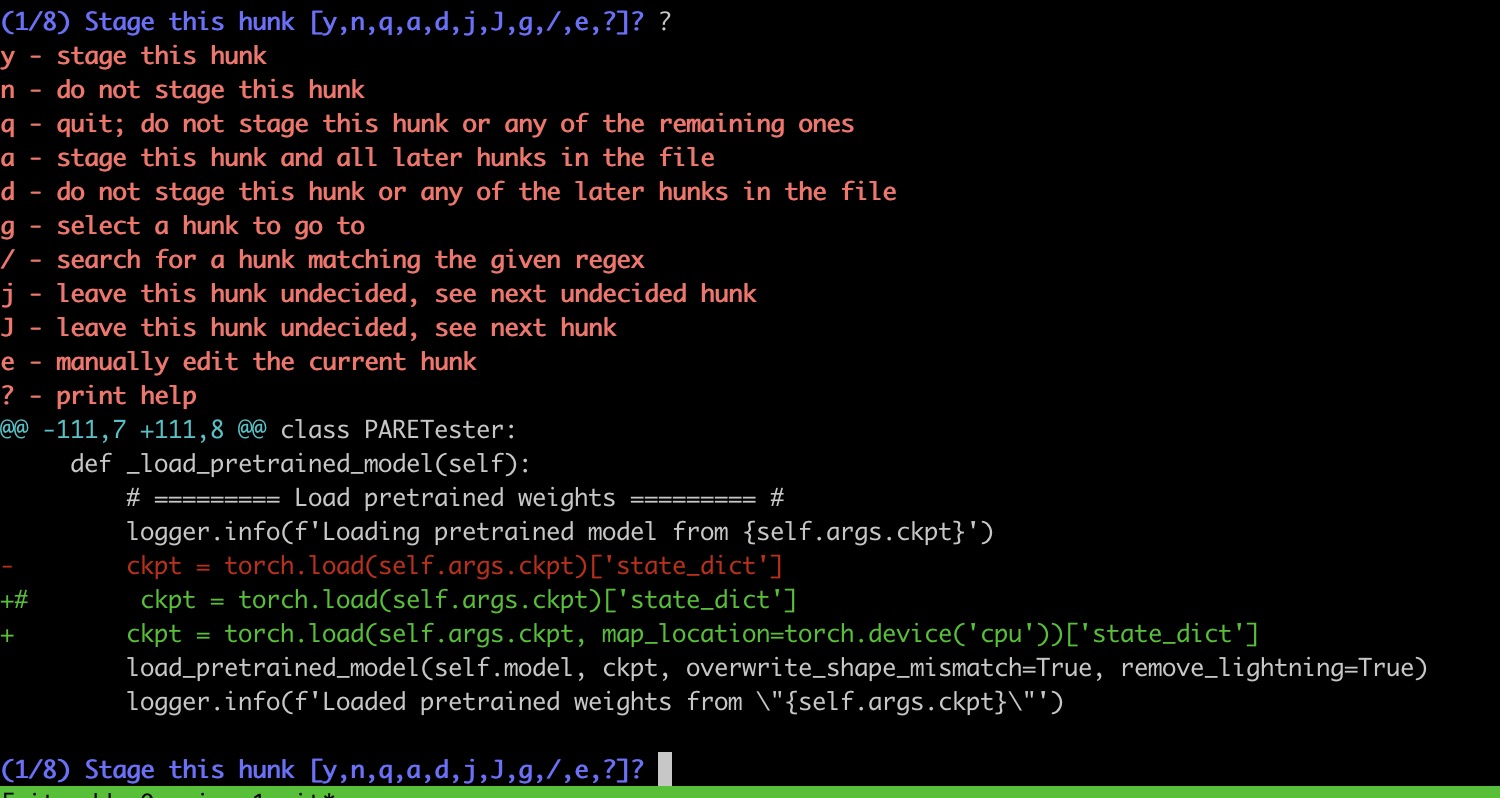 (1/8) Stage this hunk [y,n,q,a,d,j,J,g,/,e,?]? ?
y - stage this hunk
n - do not stage this hunk
q - quit; do not stage this hunk or any of the remaining ones
a - stage this hunk and all later hunks in the file
d - do not stage this hunk or any of the later hunks in the file
g - select a hunk to go to
/ - search for a hunk matching the given regex
j - leave this hunk undecided, see next undecided hunk
J - leave this hunk undecided, see next hunk
e - manually edit the current hunk
? - print help
@@ -111,7 +111,8 @@ class PARETester:
     def _load_pretrained_model(self):
         # ========= Load pretrained weights ========= #
         logger.info(f'Loading pretrained model from {self.args.ckpt}')
-        ckpt = torch.load(self.args.ckpt)['state_dict']
+#        ckpt = torch.load(self.args.ckpt)['state_dict']
+        ckpt = torch.load(self.args.ckpt, map_location=torch.device('cpu'))['state_dict']
         load_pretrained_model(self.model, ckpt, overwrite_shape_mismatch=True, remove_lightning=True)
         logger.info(f'Loaded pretrained weights from \"{self.args.ckpt}\"')
(1/8) Stage this hunk [y,n,q,a,d,j,J,g,/,e,?]?